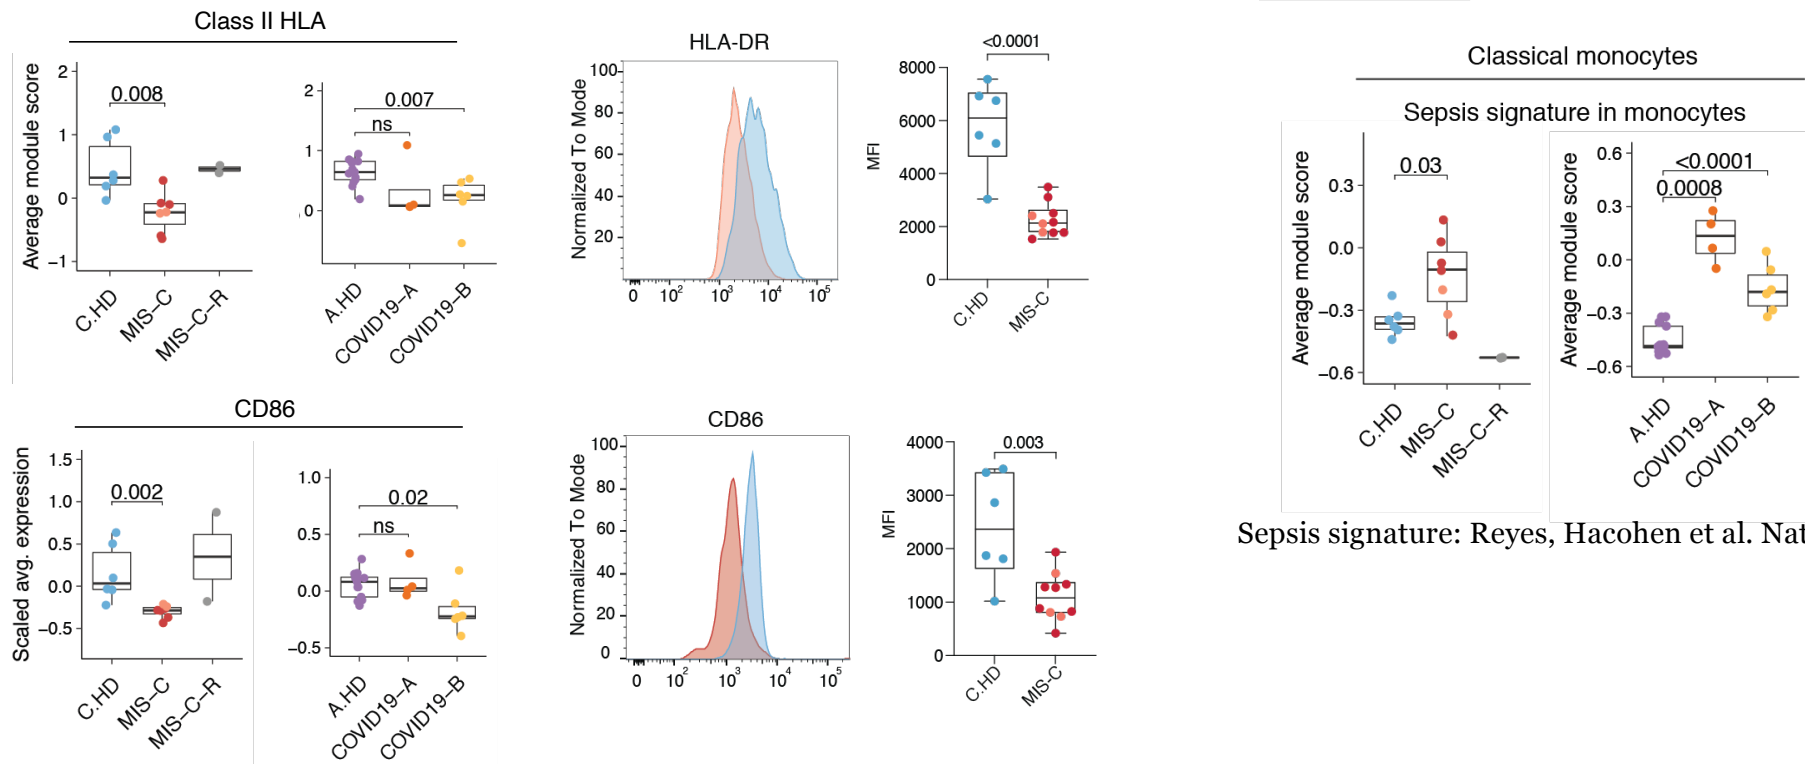 Class II HLA
Average module score
2
1
0
−1
0.008
C.HD
MIS−C
MIS−C−R
2
1
0
0.007
ns
A.HD
COVID19−A
COVID19−B
HLA-DR
Normalized To Mode
100
80
60
40
20
0
10²
10³
10⁴
10⁵
MFI
8000
6000
4000
2000
0
<0.0001
C.HD
MIS-C
Classical monocytes
Sepsis signature in monocytes
Average module score
0.3
0.0
−0.3
−0.6
0.03
C.HD
MIS−C
MIS−C−R
Average module score
0.6
0.3
0.0
−0.3
−0.6
<0.0001
0.0008
A.HD
COVID19−A
COVID19−B
Sepsis signature: Reyes, Hacohen et al. Nat
CD86
Scaled avg. expression
1.5
1.0
0.5
0.0
−0.5
0.002
C.HD
MIS−C
MIS−C−R
1.0
0.5
0.0
−0.5
0.02
ns
A.HD
COVID19−A
COVID19−B
CD86
Normalized To Mode
100
80
60
40
20
0
0
10²
10³
10⁴
10⁵
MFI
4000
3000
2000
1000
0
0.003
C.HD
MIS-C